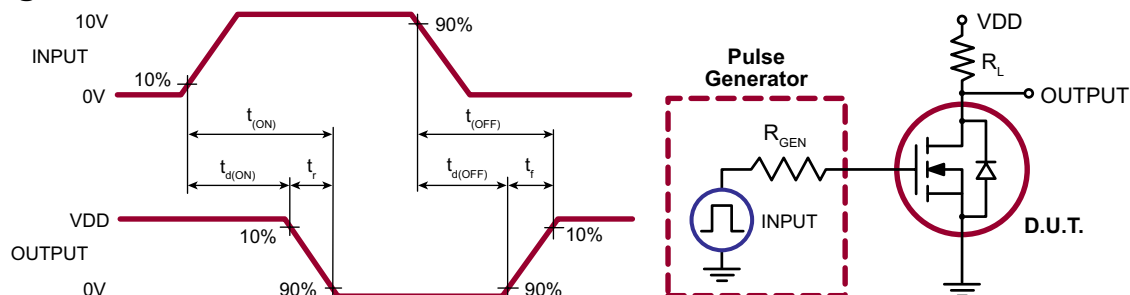 10V
INPUT
0V
10%
90%
t(ON)
t(OFF)
td(ON)
tr
td(OFF)
tf
VDD
OUTPUT
0V
10%
90%
90%
10%
Pulse
Generator
RGEN
INPUT
VDD
RL
OUTPUT
D.U.T.